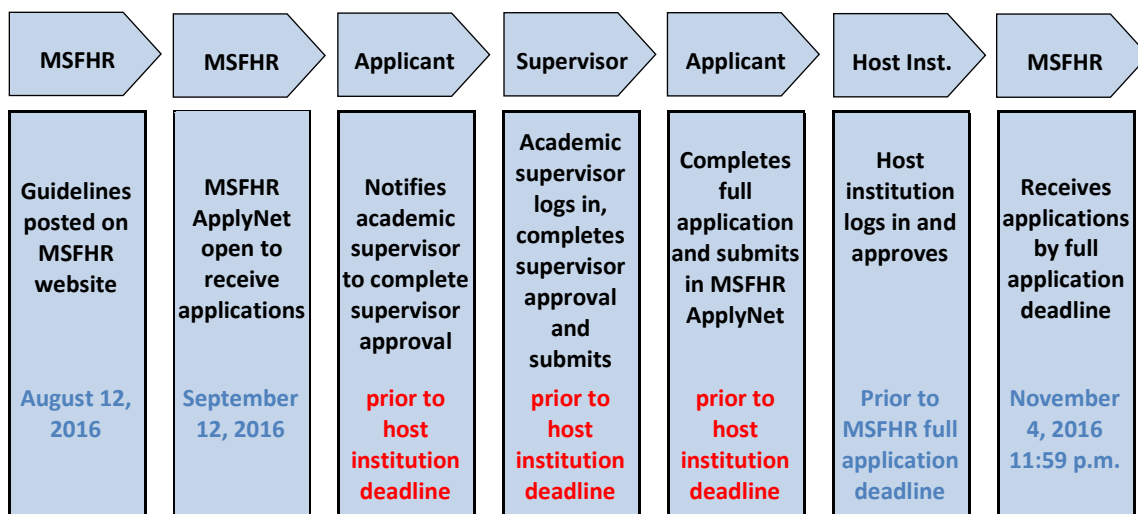 MSFHR
MSFHR
Applicant
Supervisor
Applicant
Host Inst.
MSFHR
Guidelines
posted on
MSFHR
website
August 12,
2016
MSFHR
ApplyNet
open to
receive
applications
September
12, 2016
Notifies
academic
supervisor
to complete
supervisor
approval
prior to
host
institution
deadline
Academic
supervisor
logs in,
completes
supervisor
approval
and
submits
prior to
host
institution
deadline
Completes
full
application
and submits
in MSFHR
ApplyNet
prior to
host
institution
deadline
Host
institution
logs in and
approves
Prior to
MSFHR full
application
deadline
Receives
applications
by full
application
deadline
November
4, 2016
11:59 p.m.